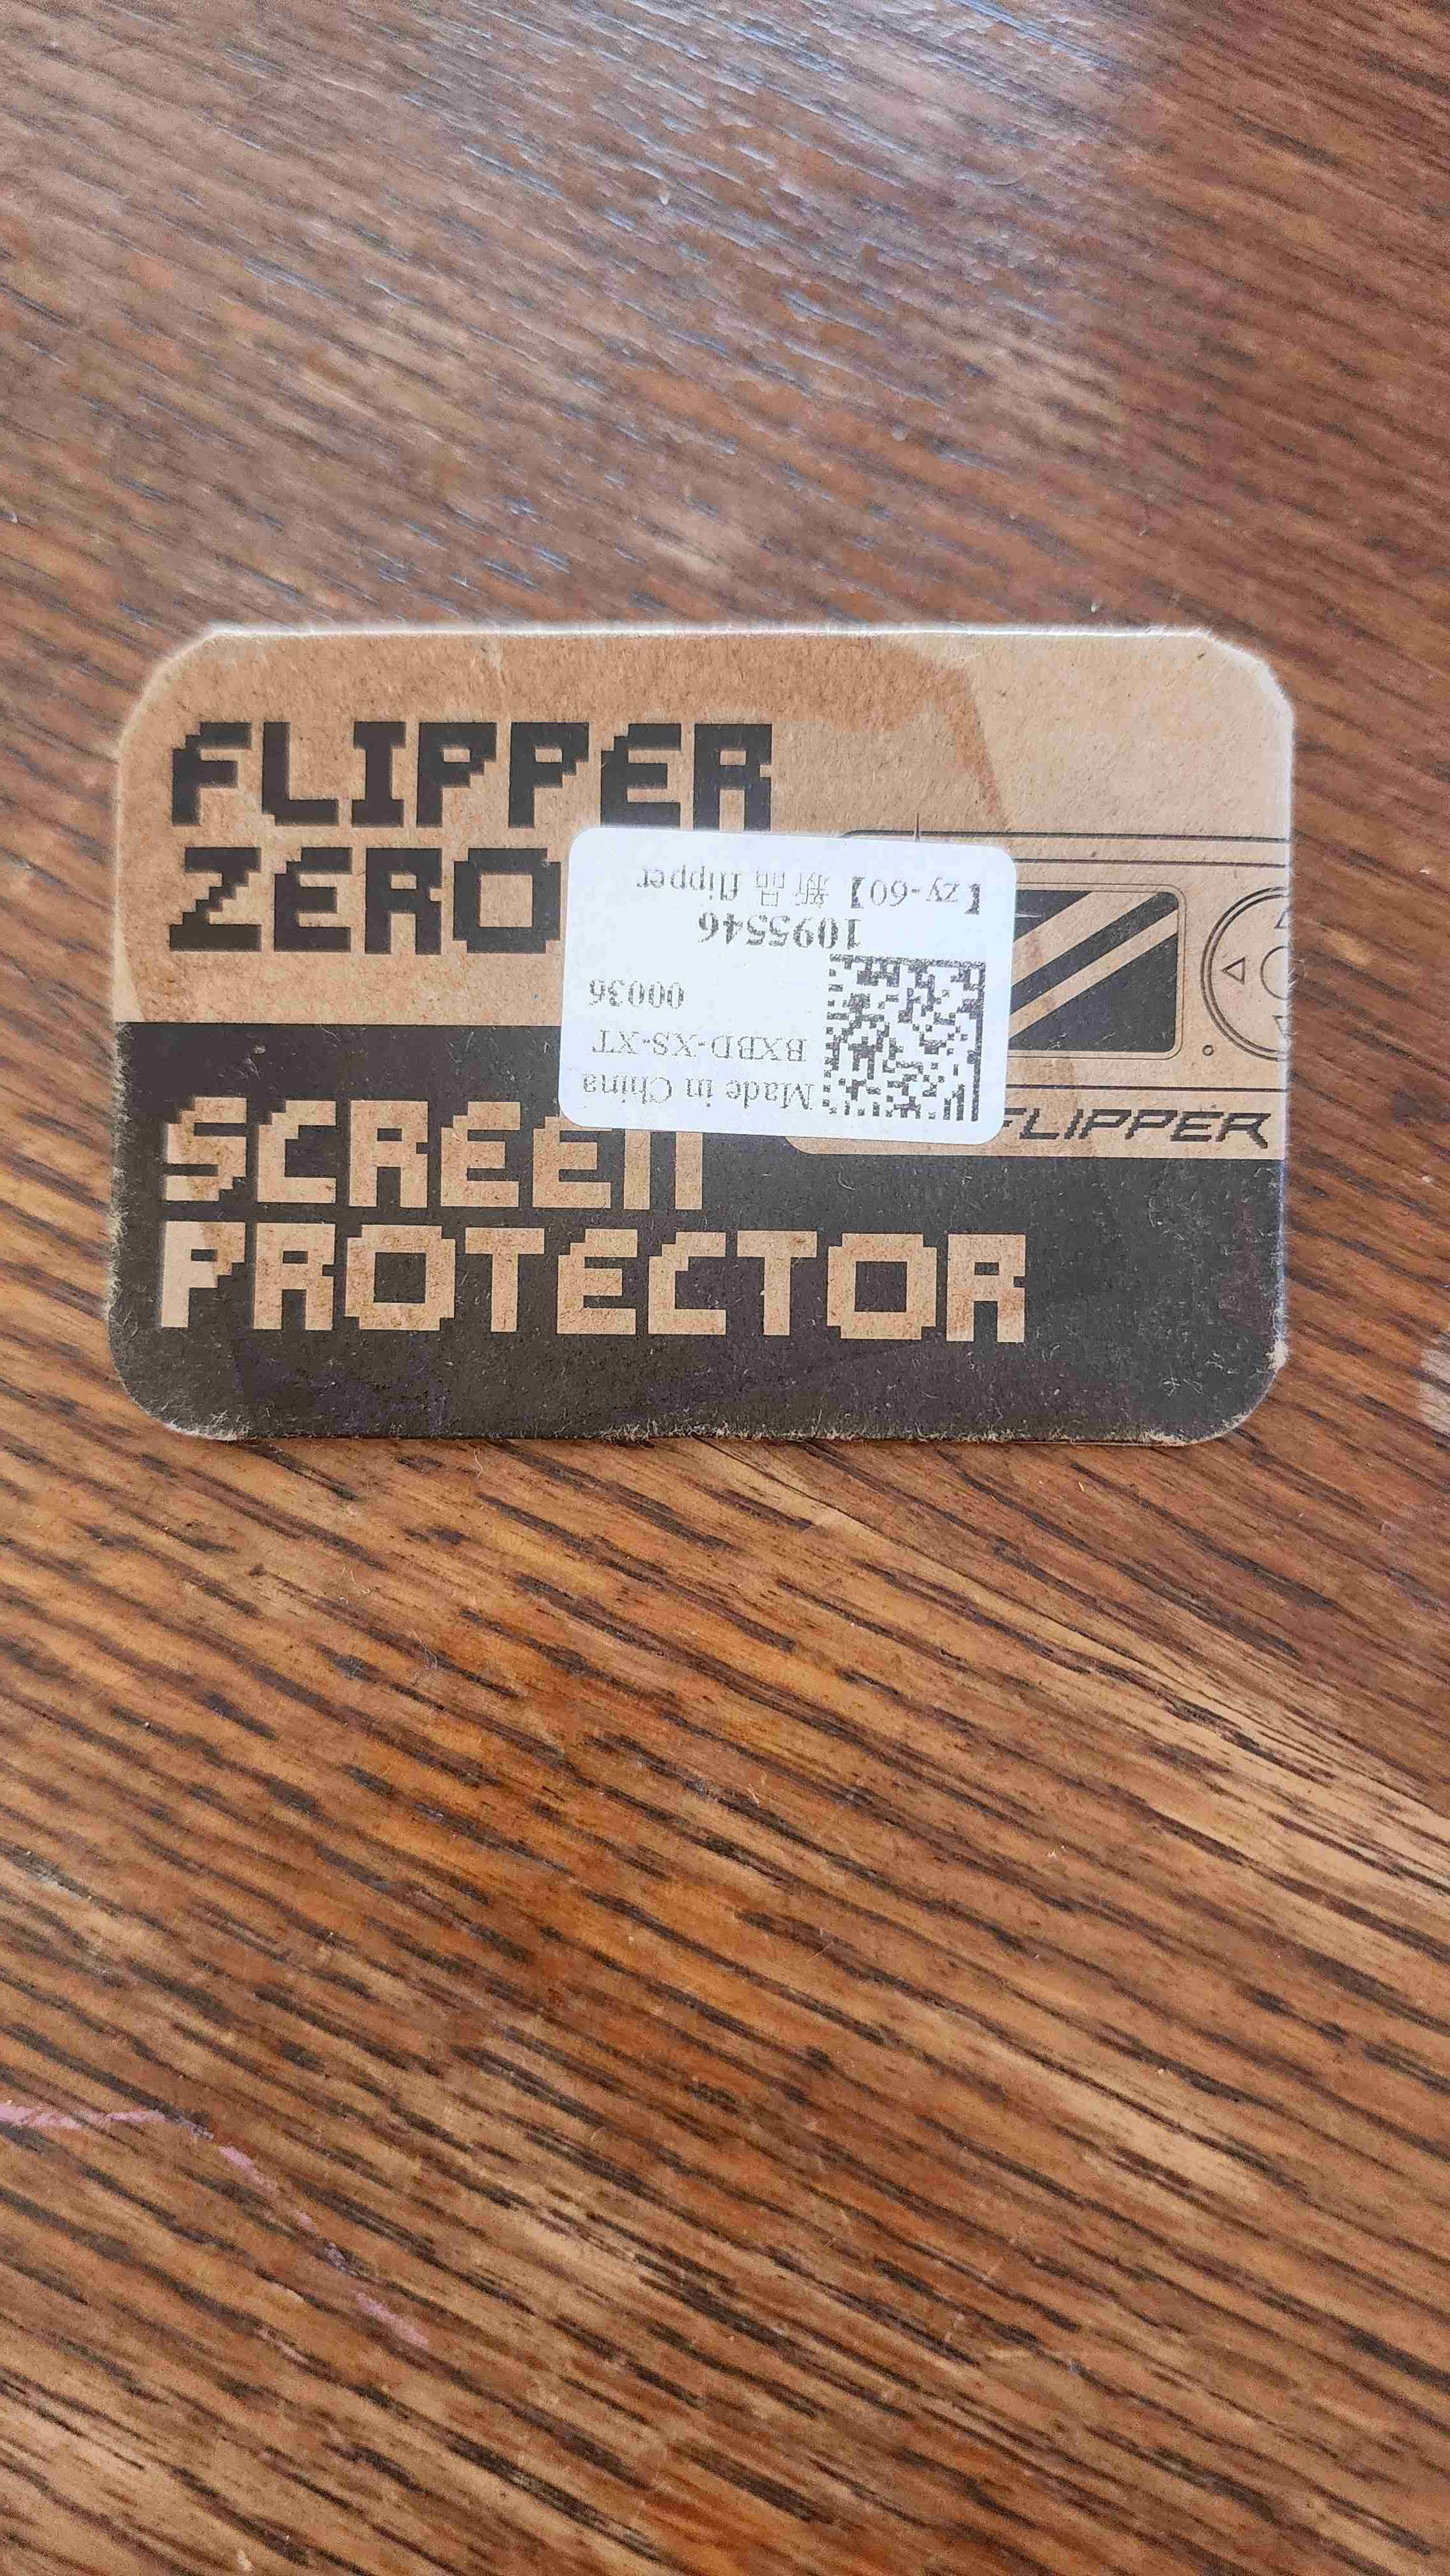 FLIPPER
ZERO
SCREEN
PROTECTOR
FLIPPER
Made in China
BXBD-XS-XT
00036
1095546
【zy-60】新品 flipper